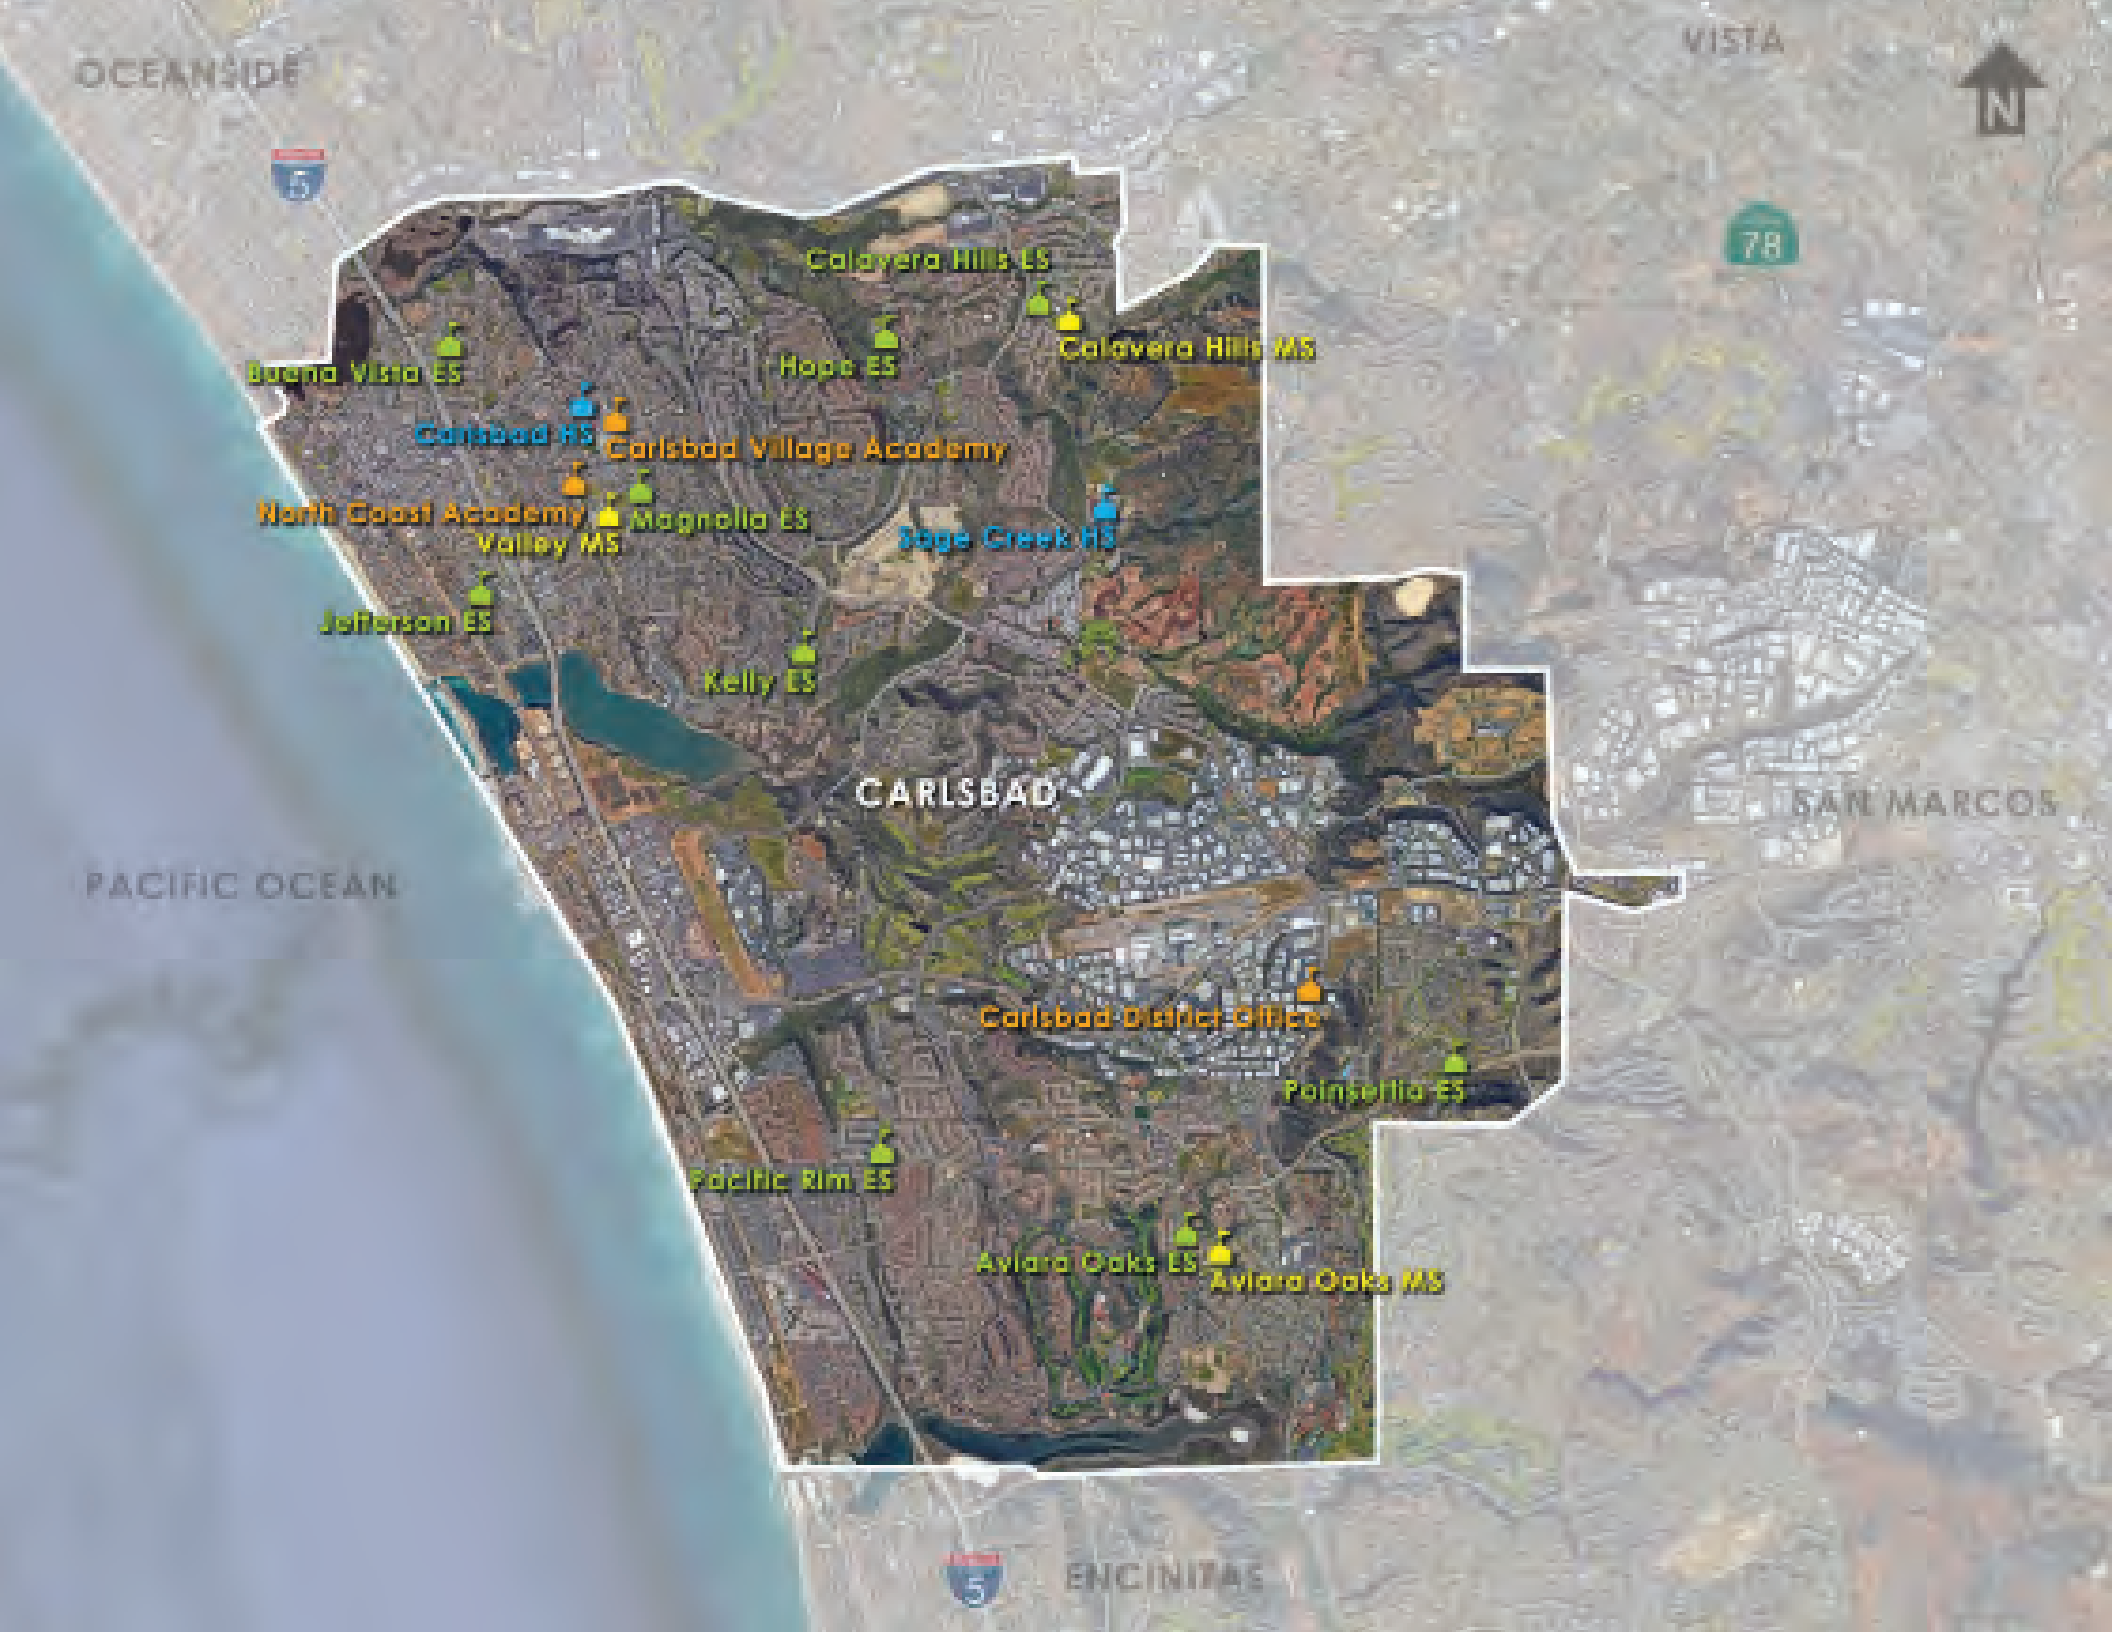 VISTA
OCEANSIDE
N
5
78
Calavera Hills ES
Calavera Hills MS
Hope ES
Buena Vista ES
Carlsbad HS
Carlsbad Village Academy
North Coast Academy
Magnolia ES
Valley MS
Sage Creek HS
Jefferson ES
Kelly ES
CARLSBAD
SAN MARCOS
PACIFIC OCEAN
Carlsbad District Office
Poinsettia ES
Pacific Rim ES
Aviara Oaks ES
Aviara Oaks MS
5
ENCINITAS